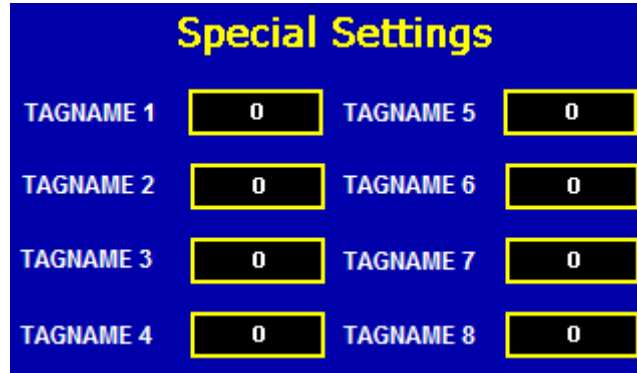 Special Settings
TAGNAME 1 0 TAGNAME 5 0
TAGNAME 2 0 TAGNAME 6 0
TAGNAME 3 0 TAGNAME 7 0
TAGNAME 4 0 TAGNAME 8 0